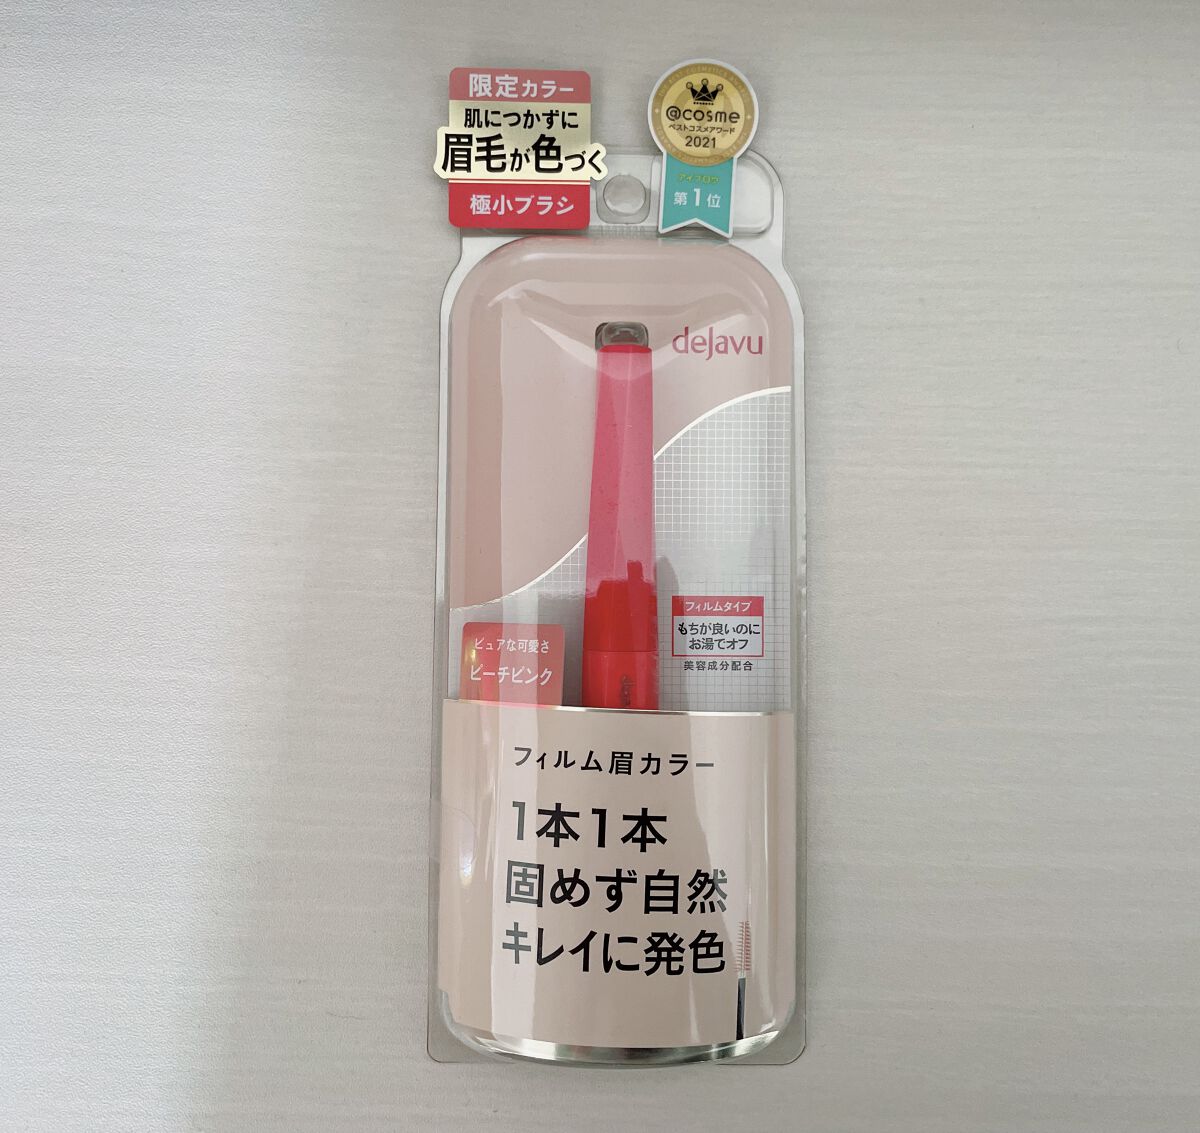 限定カラー
肌につかずに
眉毛が色づく
極小ブラシ
@cosme
ベストコスメアワード
2021
アイブロウ
第1位
deJavu
フィルムタイプ
もちが良いのに
お湯でオフ
美容成分配合
ピュアな可愛さ
ピーチピンク
フィルム眉カラー
1本1本
固めず自然
キレイに発色